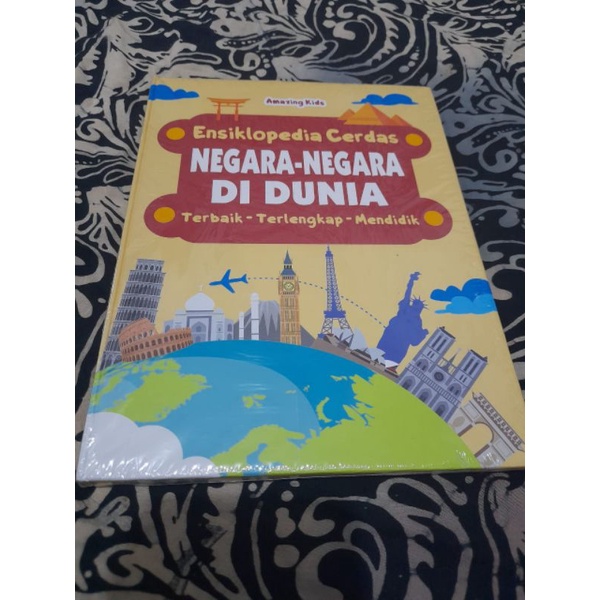 Amazing Kids
Ensiklopedia Cerdas
NEGARA-NEGARA
DI DUNIA
Terbaik - Terlengkap - Mendidik